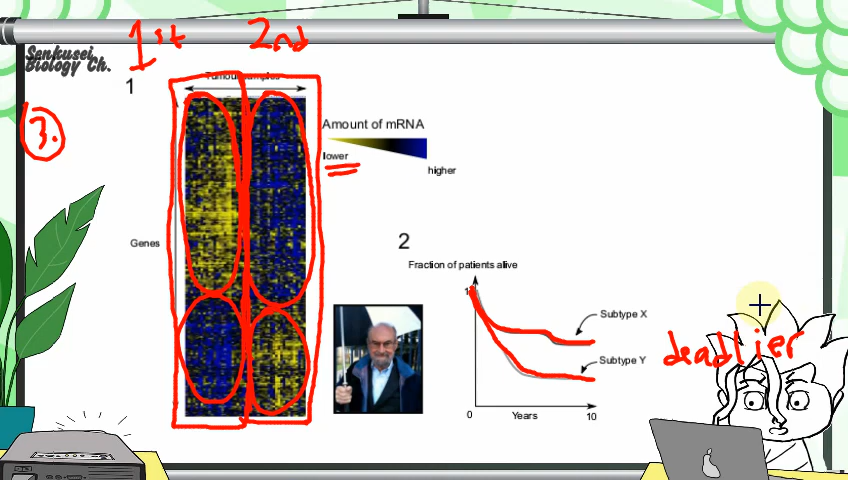 1st 2nd
Senkusei
Biology Ch.
1
Tumour samples
3.
Amount of mRNA
lower
higher
Genes
2
Fraction of patients alive
1
Subtype X
deadlier
Subtype Y
0
Years
10